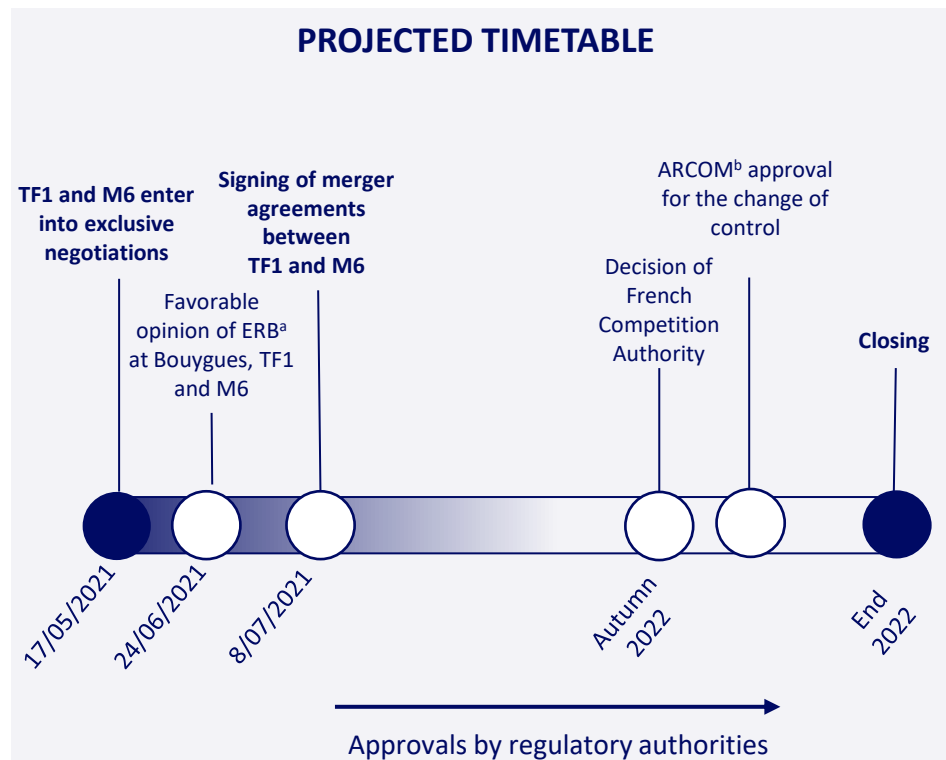 PROJECTED TIMETABLE
TF1 and M6 enter
into exclusive
negotiations
Favorable
opinion of ERBᵃ
at Bouygues, TF1
and M6
Signing of merger
agreements
between
TF1 and M6
Decision of
French
Competition
Authority
ARCOMᵇ approval
for the change of
control
Closing
17/05/2021
24/06/2021
8/07/2021
Autumn
2022
End
2022
Approvals by regulatory authorities